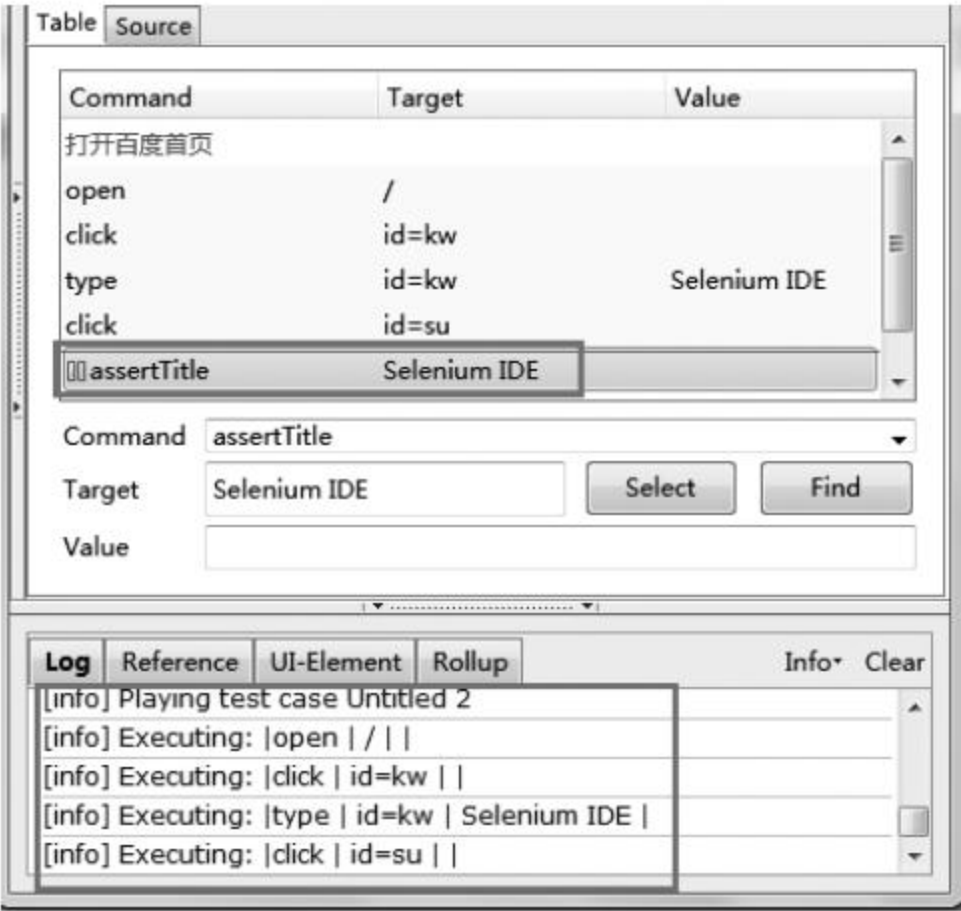 Table Source
Command Target Value
打开百度首页
open /
click id=kw
type id=kw Selenium IDE
click id=su
assertTitle Selenium IDE
Command assertTitle
Target Selenium IDE Select Find
Value
Log Reference UI-Element Rollup Info Clear
[info] Playing test case Untitled 2
[info] Executing: |open | / | |
[info] Executing: |click | id=kw | |
[info] Executing: |type | id=kw | Selenium IDE |
[info] Executing: |click | id=su | |